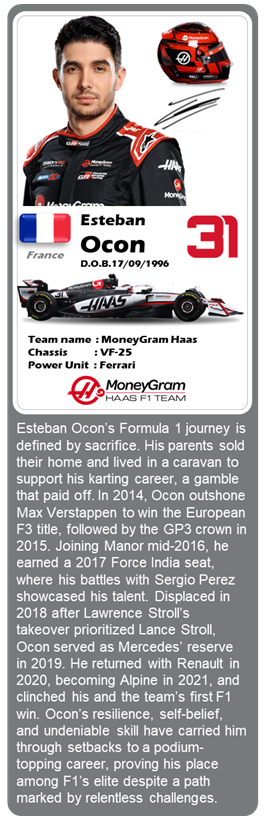 MoneyGram
HAAS
Esteban
Ocon
D.O.B.17/09/1996
31
France
HAAS
Team name : MoneyGram Haas
Chassis : VF-25
Power Unit : Ferrari
MoneyGram
HAAS F1 TEAM
Esteban Ocon’s Formula 1 journey is
defined by sacrifice. His parents sold
their home and lived in a caravan to
support his karting career, a gamble
that paid off. In 2014, Ocon outshone
Max Verstappen to win the European
F3 title, followed by the GP3 crown in
2015. Joining Manor mid-2016, he
earned a 2017 Force India seat,
where his battles with Sergio Perez
showcased his talent. Displaced in
2018 after Lawrence Stroll’s
takeover prioritized Lance Stroll,
Ocon served as Mercedes’ reserve
in 2019. He returned with Renault in
2020, becoming Alpine in 2021, and
clinched his and the team’s first F1
win. Ocon’s resilience, self-belief,
and undeniable skill have carried him
through setbacks to a podium-
topping career, proving his place
among F1’s elite despite a path
marked by relentless challenges.